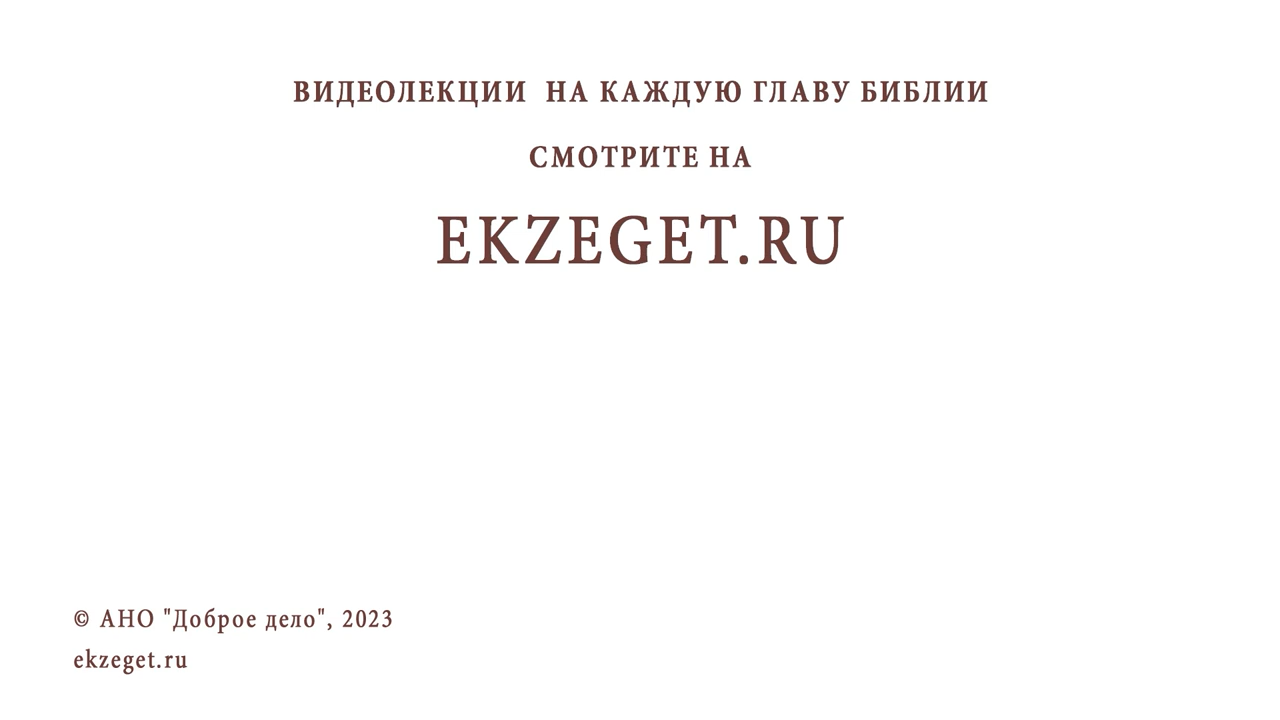 ВИДЕОЛЕКЦИИ НА КАЖДУЮ ГЛАВУ БИБЛИИ
СМОТРИТЕ НА
EKZEGET.RU
© АНО "Доброе дело", 2023
ekzeget.ru